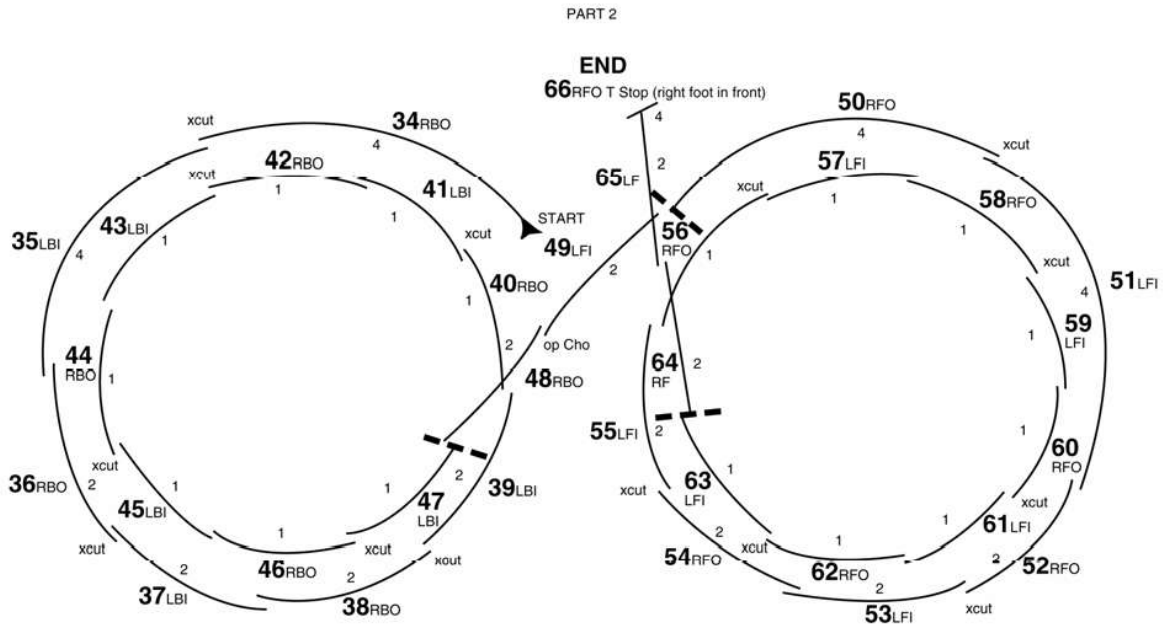 PART 2
END
66RFO T Stop (right foot in front)
4
50RFO
xcut
34RBO
4
4
xcut
42RBO
57LFI
xcut
1
41LBI
65LF
2
xcut
1
58RFO
43LBI
1
START
56
RFO
1
35LBI
1
xcut
49LFI
1
xcut
4
40RBO
2
51LFI
4
1
59
LFI
1
44
RBO
1
2
op Cho
48RBO
64
RF
2
55LFI
2
1
60
RFO
xcut
36RBO
2
45LBI
1
1
2
47
LBI
39LBI
xcut
63
LFI
1
xcut
1
61LFI
xcut
1
xcut
xout
2
54RFO
xcut
1
2
52RFO
37LBI
2
46RBO
2
38RBO
62RFO
2
53LFI
xcut